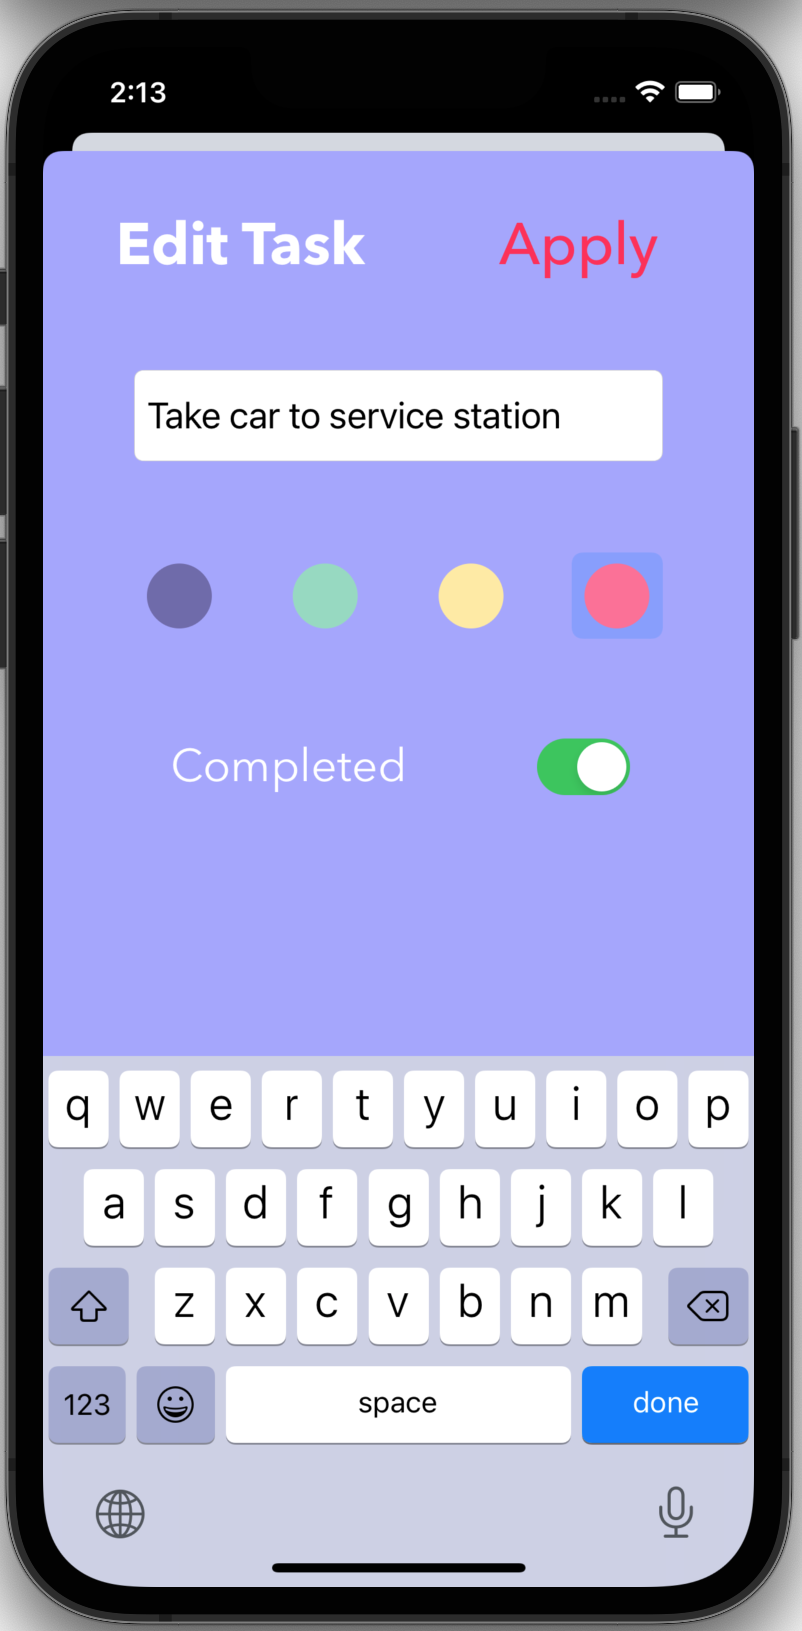 2:13
Edit Task Apply
Take car to service station
Completed
q w e r t y u i o p
a s d f g h j k l
z x c v b n m
123 space done